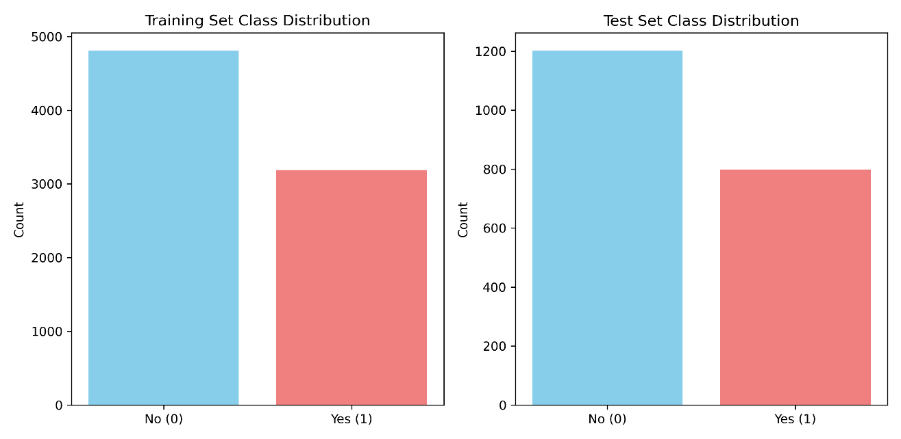 Training Set Class Distribution
5000
4000
3000
2000
1000
0
Count
No (0)
Yes (1)
Test Set Class Distribution
1200
1000
800
600
400
200
0
Count
No (0)
Yes (1)